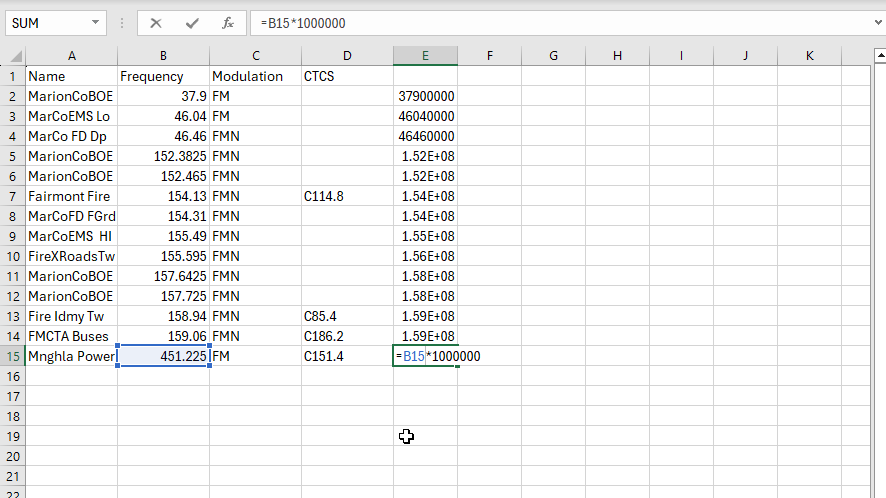 SUM fx =B15*1000000
A B C D E F G H I J K
1 Name Frequency Modulation CTCS
2 MarionCoBOE 37.9 FM 37900000
3 MarCoEMS Lo 46.04 FM 46040000
4 MarCo FD Dp 46.46 FMN 46460000
5 MarionCoBOE 152.3825 FMN 1.52E+08
6 MarionCoBOE 152.465 FMN 1.52E+08
7 Fairmont Fire 154.13 FMN C114.8 1.54E+08
8 MarCoFD FGrd 154.31 FMN 1.54E+08
9 MarCoEMS HI 155.49 FMN 1.55E+08
10 FireXRoadsTw 155.595 FMN 1.56E+08
11 MarionCoBOE 157.6425 FMN 1.58E+08
12 MarionCoBOE 157.725 FMN 1.58E+08
13 Fire Idmy Tw 158.94 FMN C85.4 1.59E+08
14 FMCTA Buses 159.06 FMN C186.2 1.59E+08
15 Mnghla Power 451.225 FM C151.4 =B15*1000000
16
17
18
19
20
21
22